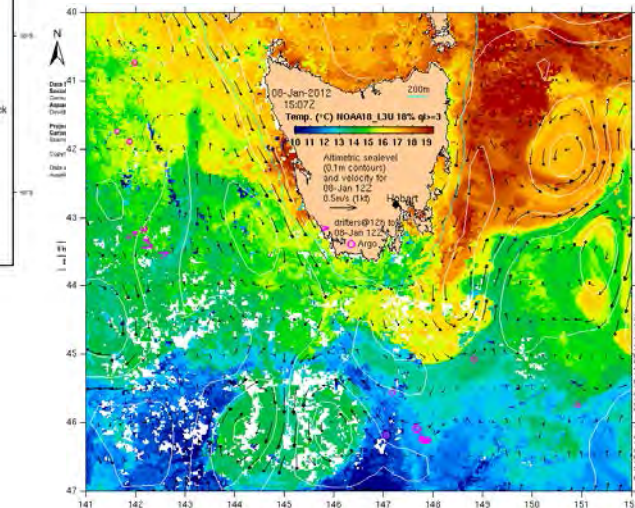 N
40
41
42
43
44
45
46
47
08-Jan-2012
15:07Z
200m
Temp. (°C) NOAA18_L3U 18% ql>=3
10 11 12 13 14 15 16 17 18 19
Altimetric sealevel
(0.1m contours)
and velocity for
08-Jan 12Z
0.5m/s (1kt)
Hobart
drifters@12h to
08-Jan 12Z
Argo
141 142 143 144 145 146 147 148 149 150 151